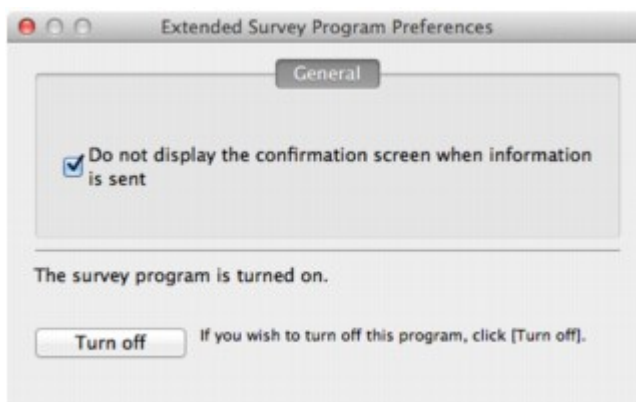 Extended Survey Program Preferences
General
Do not display the confirmation screen when information
is sent
The survey program is turned on.
Turn off
If you wish to turn off this program, click [Turn off].